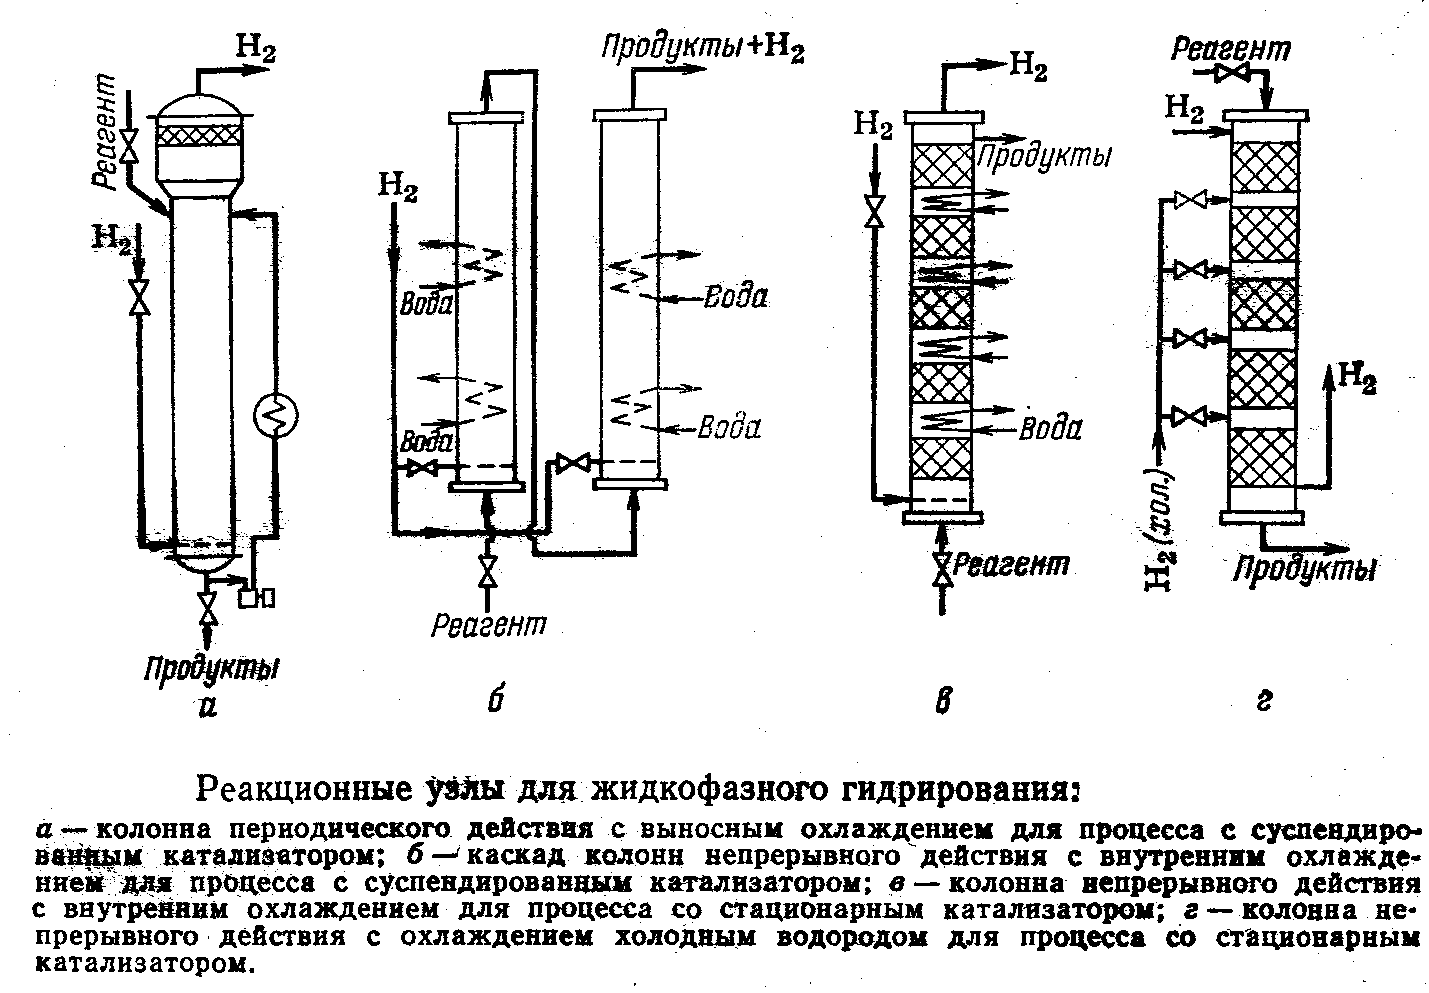 H₂
Продукты+H₂
H₂
Реагент
Реагент
H₂
H₂
Продукты
H₂
H₂
Вода
Вода
H₂
Вода
Вода
Вода
H₂ (хол.)
Реагент
Продукты
Реагент
Продукты
а
б
в
г
Реакционные узлы для жидкофазного гидрирования:
а — колонна периодического действия с выносным охлаждением для процесса с суспендиро-
ванным катализатором; б — каскад колонн непрерывного действия с внутренним охлажде-
нием для процесса с суспендированным катализатором; в — колонна непрерывного действия
с внутренним охлаждением для процесса со стационарным катализатором; г — колонна не-
прерывного действия с охлаждением холодным водородом для процесса со стационарным
катализатором.